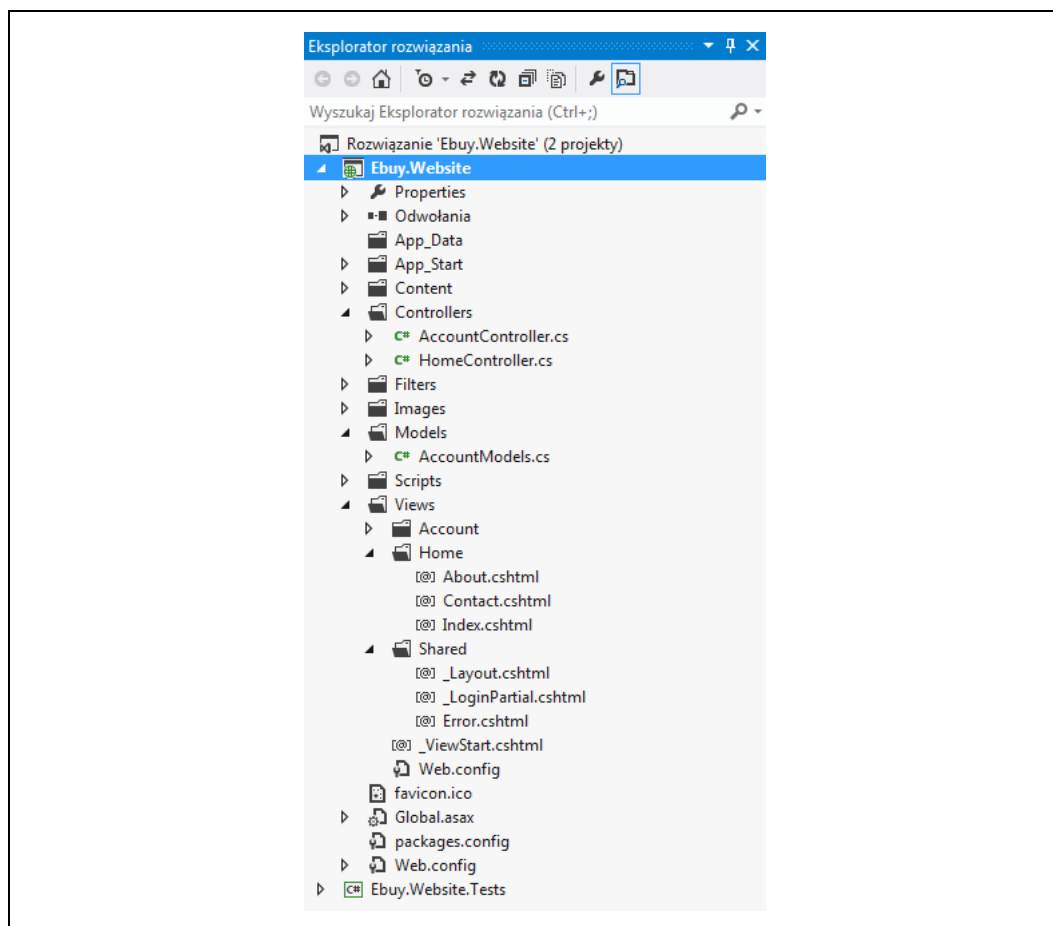 Eksplorator rozwiązania
Wyszukaj Eksplorator rozwiązania (Ctrl+;)
Rozwiązanie 'Ebuy.Website' (2 projekty)
Ebuy.Website
Properties
Odwołania
App_Data
App_Start
Content
Controllers
C# AccountController.cs
C# HomeController.cs
Filters
Images
Models
C# AccountModels.cs
Scripts
Views
Account
Home
[@] About.cshtml
[@] Contact.cshtml
[@] Index.cshtml
Shared
[@] _Layout.cshtml
[@] _LoginPartial.cshtml
[@] Error.cshtml
[@] _ViewStart.cshtml
Web.config
favicon.ico
Global.asax
packages.config
Web.config
C# Ebuy.Website.Tests